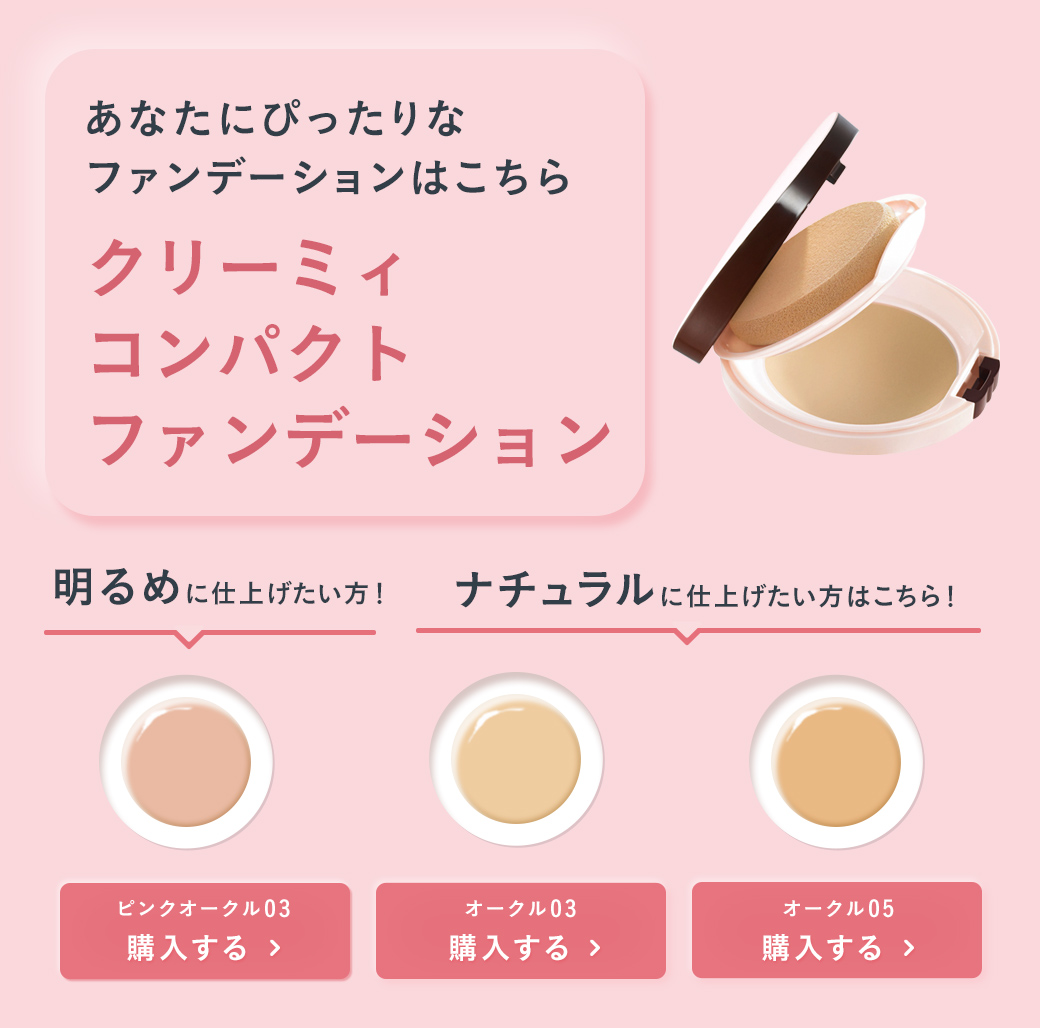 あなたにぴったりな
ファンデーションはこちら
クリーミィ
コンパクト
ファンデーション
明るめに仕上げたい方！
ナチュラルに仕上げたい方はこちら！
ピンクオークル03
購入する
オークル03
購入する
オークル05
購入する